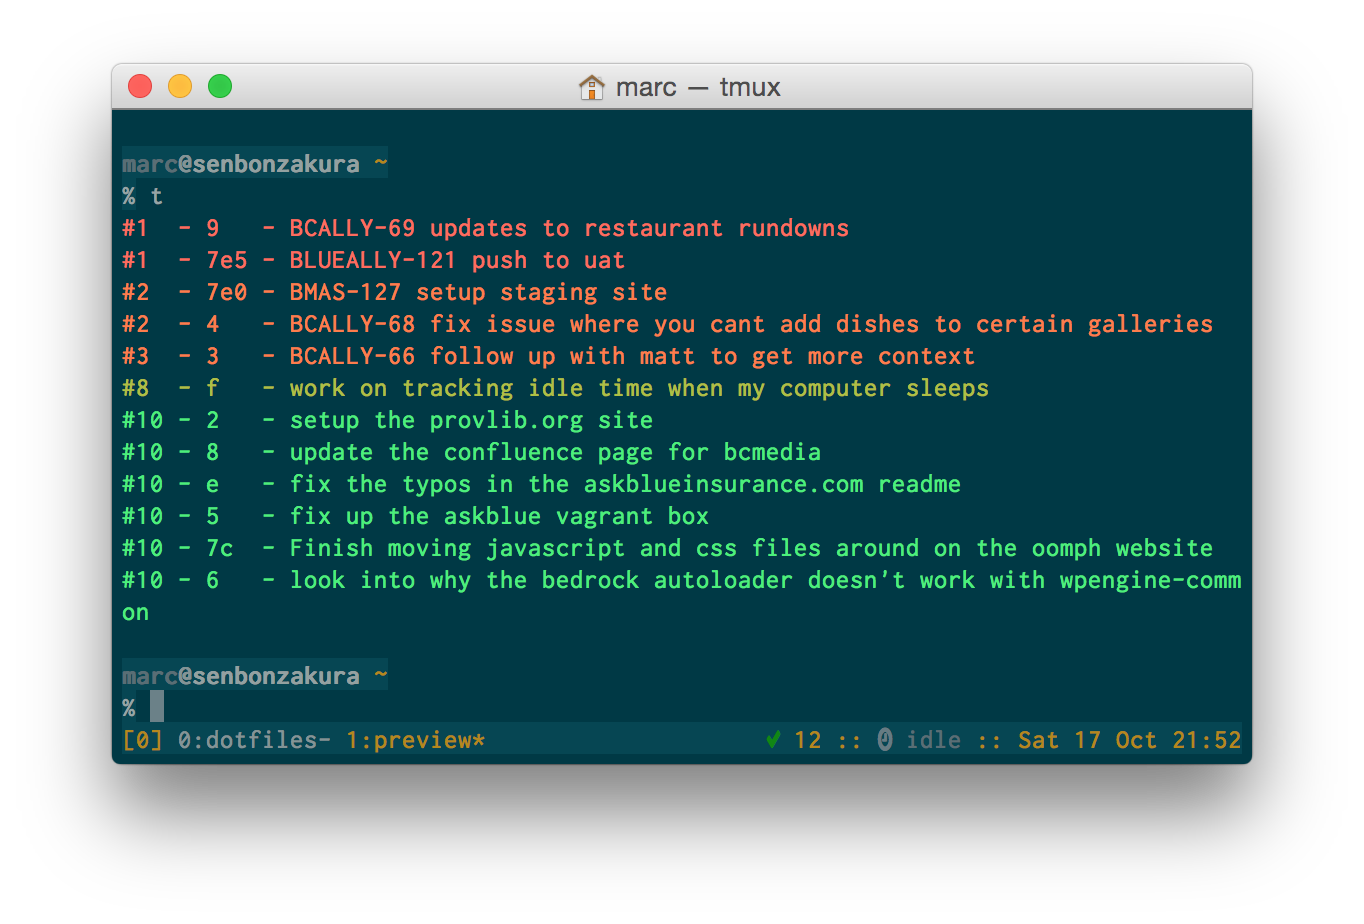 marc — tmux
marc@senbonzakura ~
% t
#1  - 9   - BCALLY-69 updates to restaurant rundowns
#1  - 7e5 - BLUEALLY-121 push to uat
#2  - 7e0 - BMAS-127 setup staging site
#2  - 4   - BCALLY-68 fix issue where you cant add dishes to certain galleries
#3  - 3   - BCALLY-66 follow up with matt to get more context
#8  - f   - work on tracking idle time when my computer sleeps
#10 - 2   - setup the provlib.org site
#10 - 8   - update the confluence page for bcmedia
#10 - e   - fix the typos in the askblueinsurance.com readme
#10 - 5   - fix up the askblue vagrant box
#10 - 7c  - Finish moving javascript and css files around on the oomph website
#10 - 6   - look into why the bedrock autoloader doesn't work with wpengine-comm
on
marc@senbonzakura ~
%
[0] 0:dotfiles- 1:preview* ✔ 12 :: idle :: Sat 17 Oct 21:52